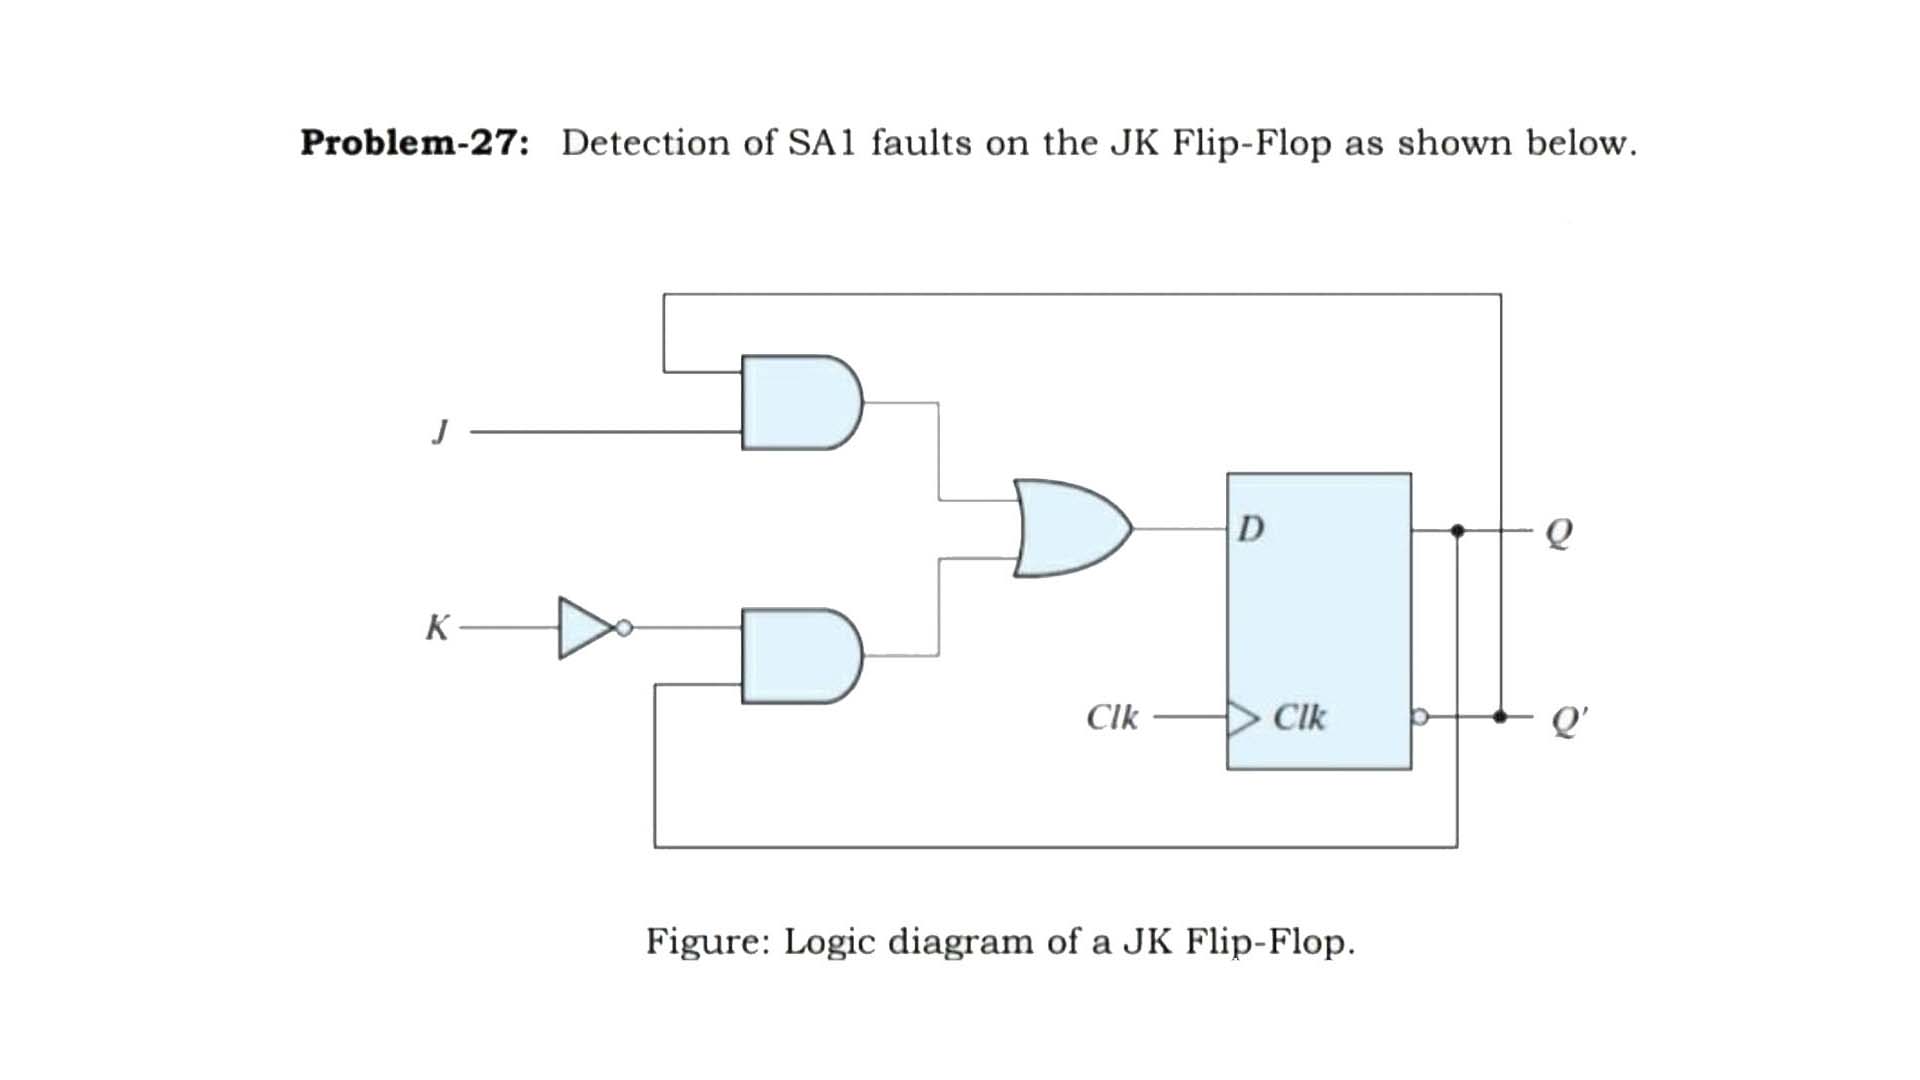 Problem-27: Detection of SA1 faults on the JK Flip-Flop as shown below.
J
D
Q
K
Clk
Clk
Q'
Figure: Logic diagram of a JK Flip-Flop.